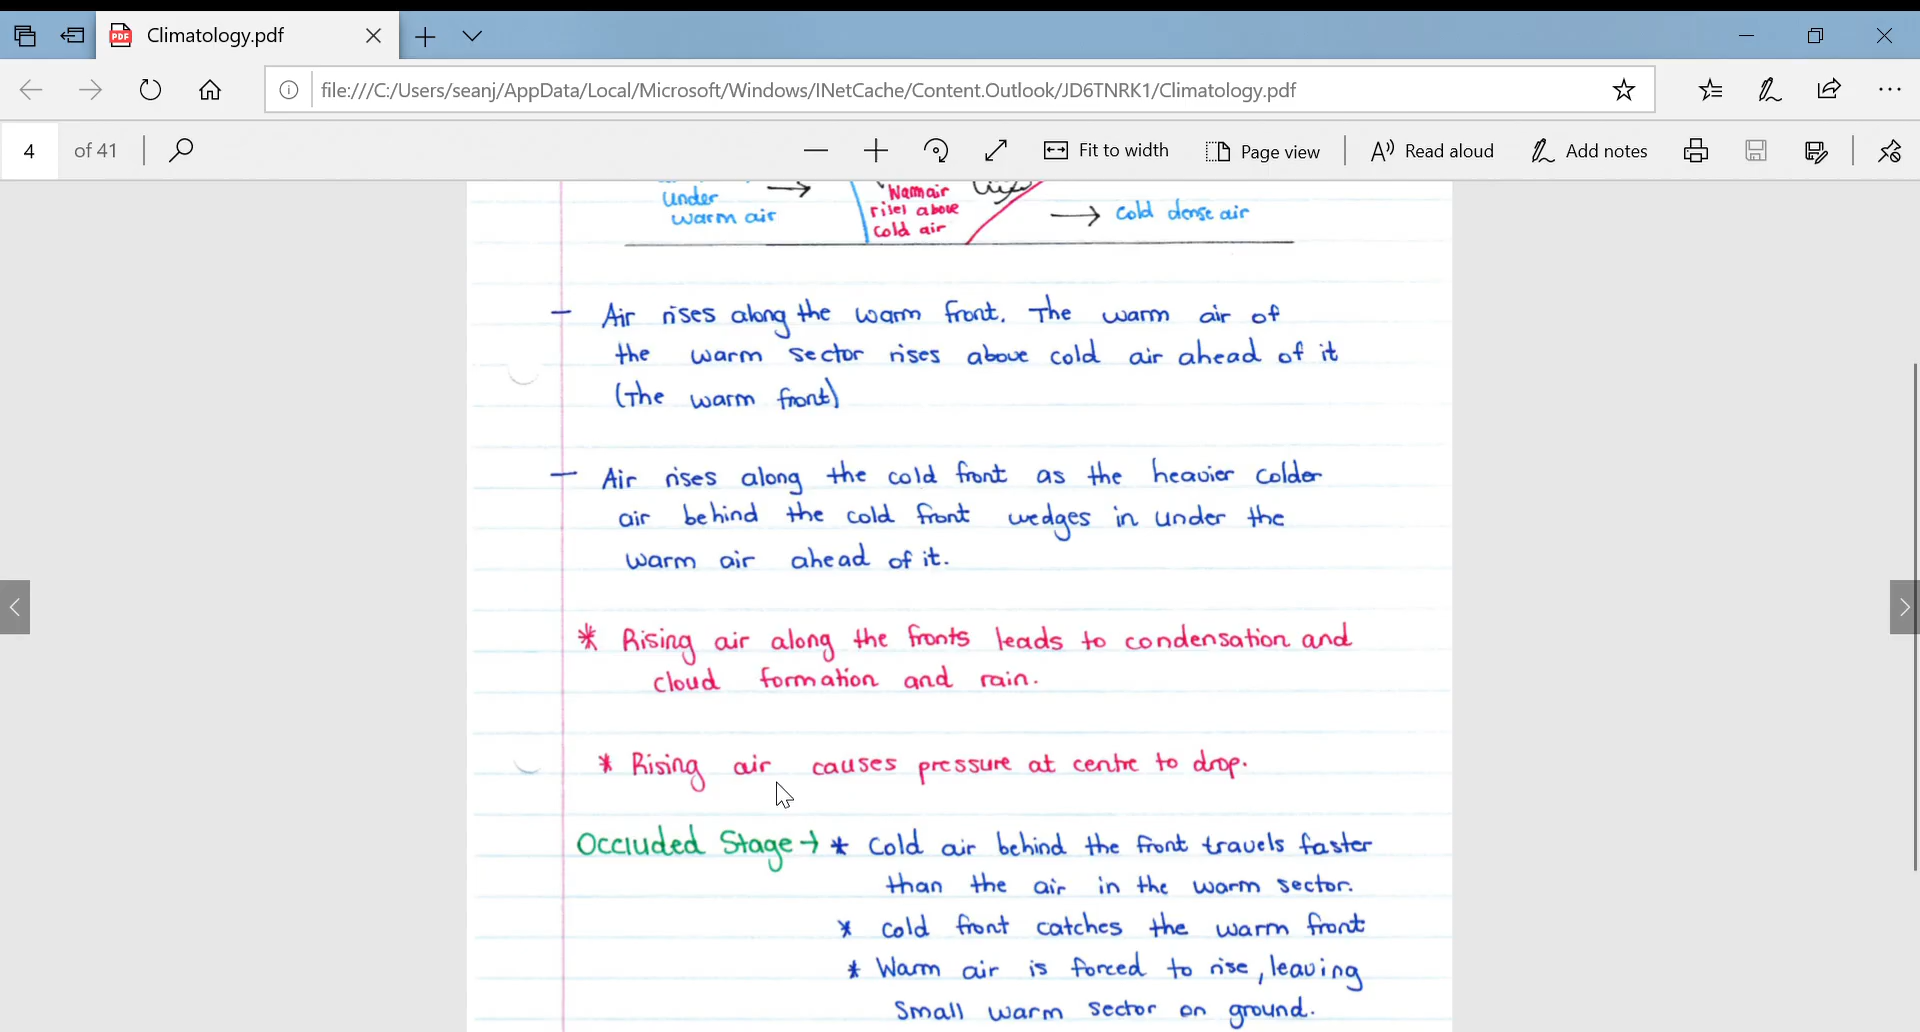 Climatology.pdf
file:///C:/Users/seanj/AppData/Local/Microsoft/Windows/INetCache/Content.Outlook/JD6TNRK1/Climatology.pdf
4 of 41 Fit to width Page view Read aloud Add notes
under
warm air
Warm air
rises above
cold air
cold dense air
- Air rises along the warm front. The warm air of
the warm sector rises above cold air ahead of it
(The warm front)
- Air rises along the cold front as the heavier colder
air behind the cold front wedges in under the
warm air ahead of it.
* Rising air along the fronts leads to condensation and
cloud formation and rain.
* Rising air causes pressure at centre to drop.
Occluded Stage → * Cold air behind the front travels faster
than the air in the warm sector.
* cold front catches the warm front
* Warm air is forced to rise, leaving
small warm sector on ground.